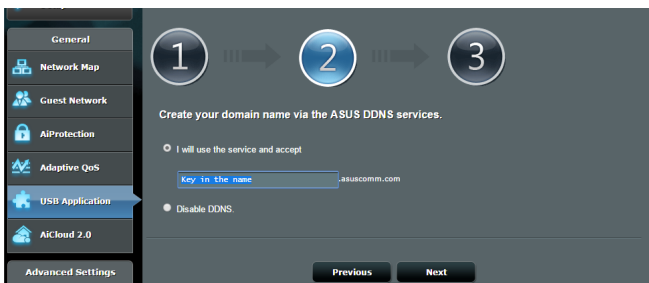 General
Network Map
Guest Network
AiProtection
Adaptive QoS
USB Application
AiCloud 2.0
Advanced Settings
1
2
3
Create your domain name via the ASUS DDNS services.
I will use the service and accept
Key in the name .asuscomm.com
Disable DDNS.
Previous Next